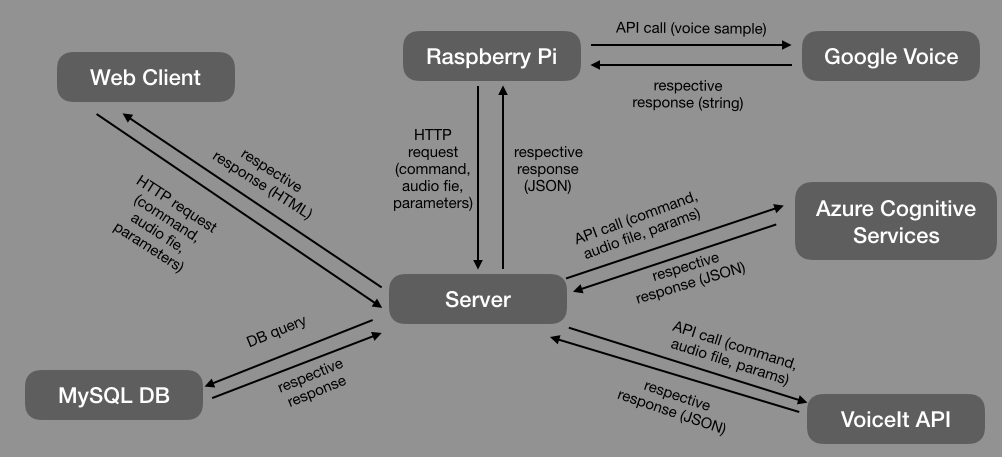 API call (voice sample)
Raspberry Pi
Google Voice
respective
response (string)
Web Client
HTTP
request
(command,
audio fie,
parameters)
respective
response
(JSON)
respective
response (HTML)
HTTP request
(command,
audio fie,
parameters)
API call (command,
audio file, params)
Azure Cognitive
Services
respective
response (JSON)
Server
DB query
respective
response
MySQL DB
API call (command,
audio file, params)
respective
response (JSON)
VoiceIt API